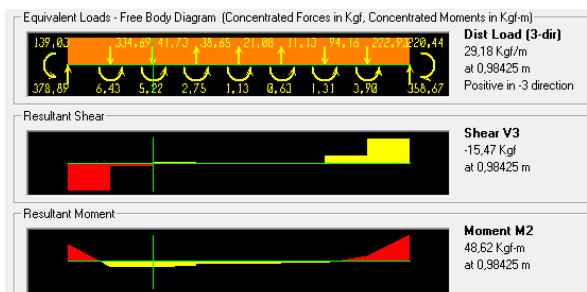 Equivalent Loads - Free Body Diagram (Concentrated Forces in Kgf, Concentrated Moments in Kgf-m)
139,03 334,69 41,73 38,65 21,08 11,13 94,16 222,93 220,44
378,89 6,43 5,22 2,75 1,13 0,63 1,31 3,90 358,67
Dist Load (3-dir)
29,18 Kgf/m
at 0,98425 m
Positive in -3 direction
Resultant Shear
Shear V3
-15,47 Kgf
at 0,98425 m
Resultant Moment
Moment M2
48,62 Kgf-m
at 0,98425 m